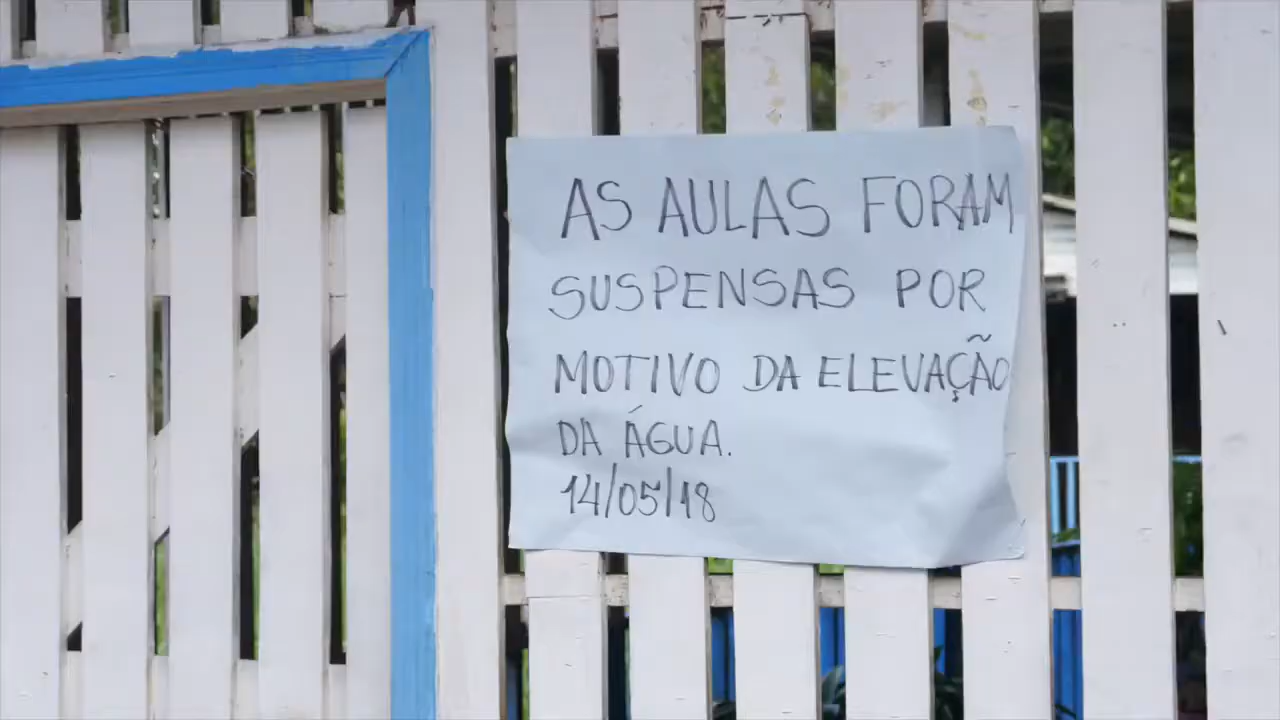 AS AULAS FORAM
SUSPENSAS POR
MOTIVO DA ELEVAÇÃO
DA ÁGUA.
14/05/18